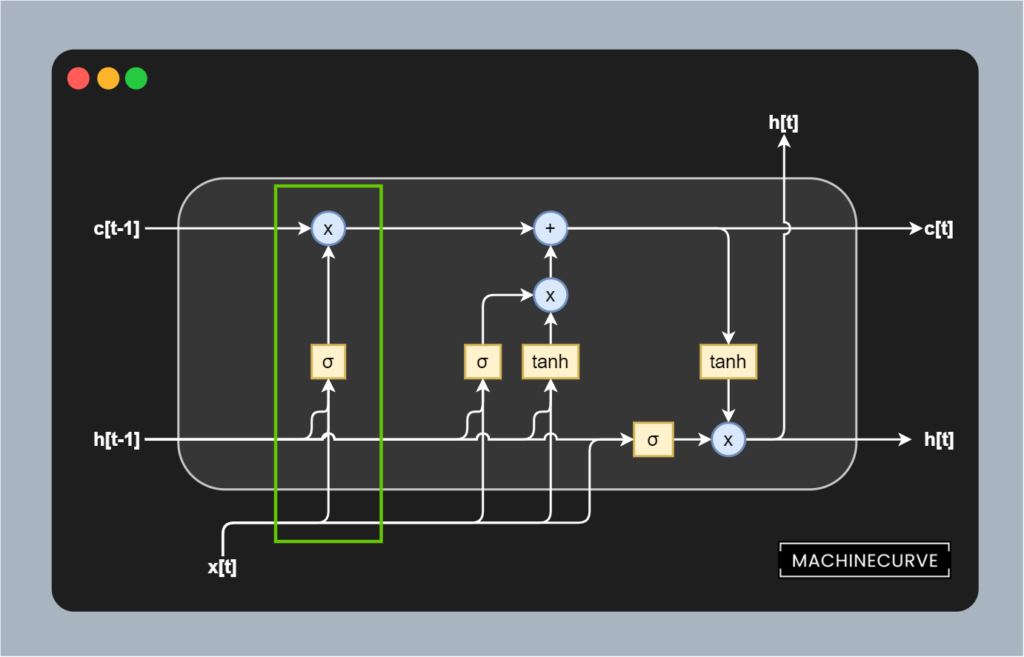 h[t]
c[t-1]
x
+
c[t]
x
σ
σ
tanh
tanh
h[t-1]
σ
x
h[t]
x[t]
MACHINECURVE